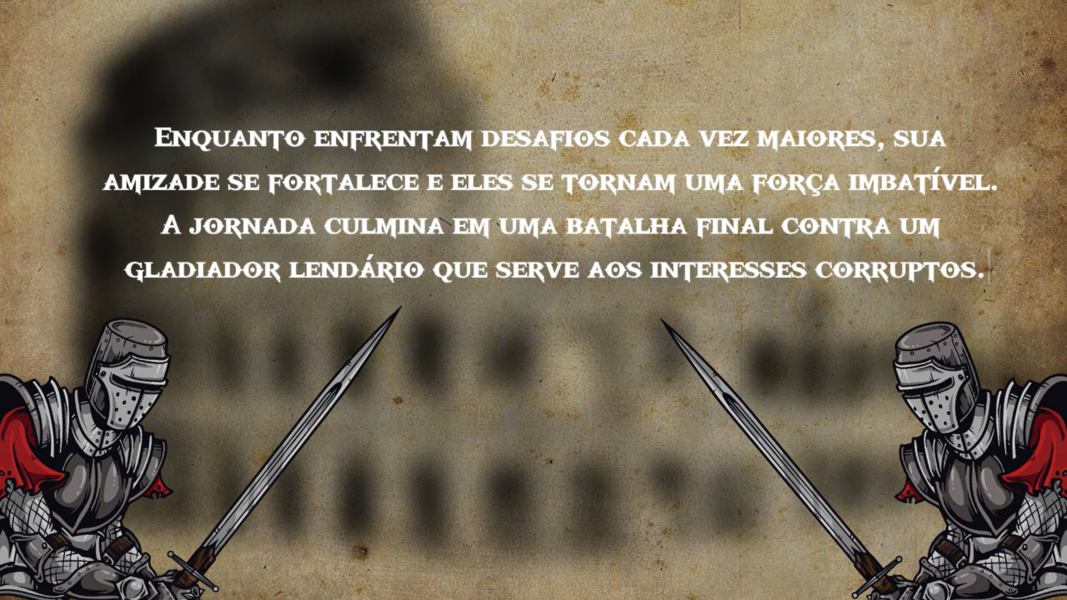 Enquanto enfrentam desafios cada vez maiores, sua
amizade se fortalece e eles se tornam uma força imbatível.
A jornada culmina em uma batalha final contra um
gladiador lendário que serve aos interesses corruptos.